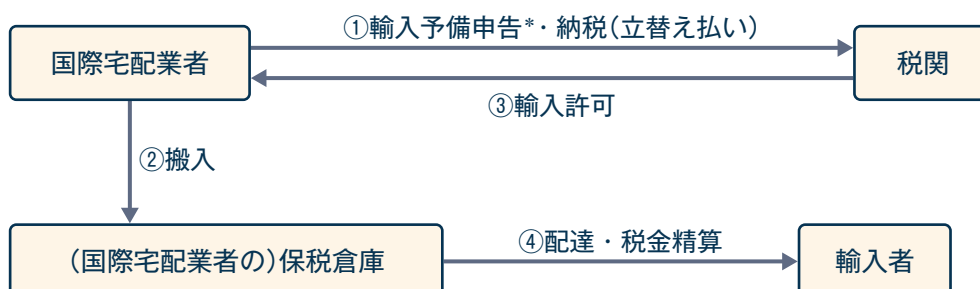 ①輸入予備申告*・納税(立替え払い)
国際宅配業者
税関
③輸入許可
②搬入
④配達・税金精算
(国際宅配業者の)保税倉庫
輸入者